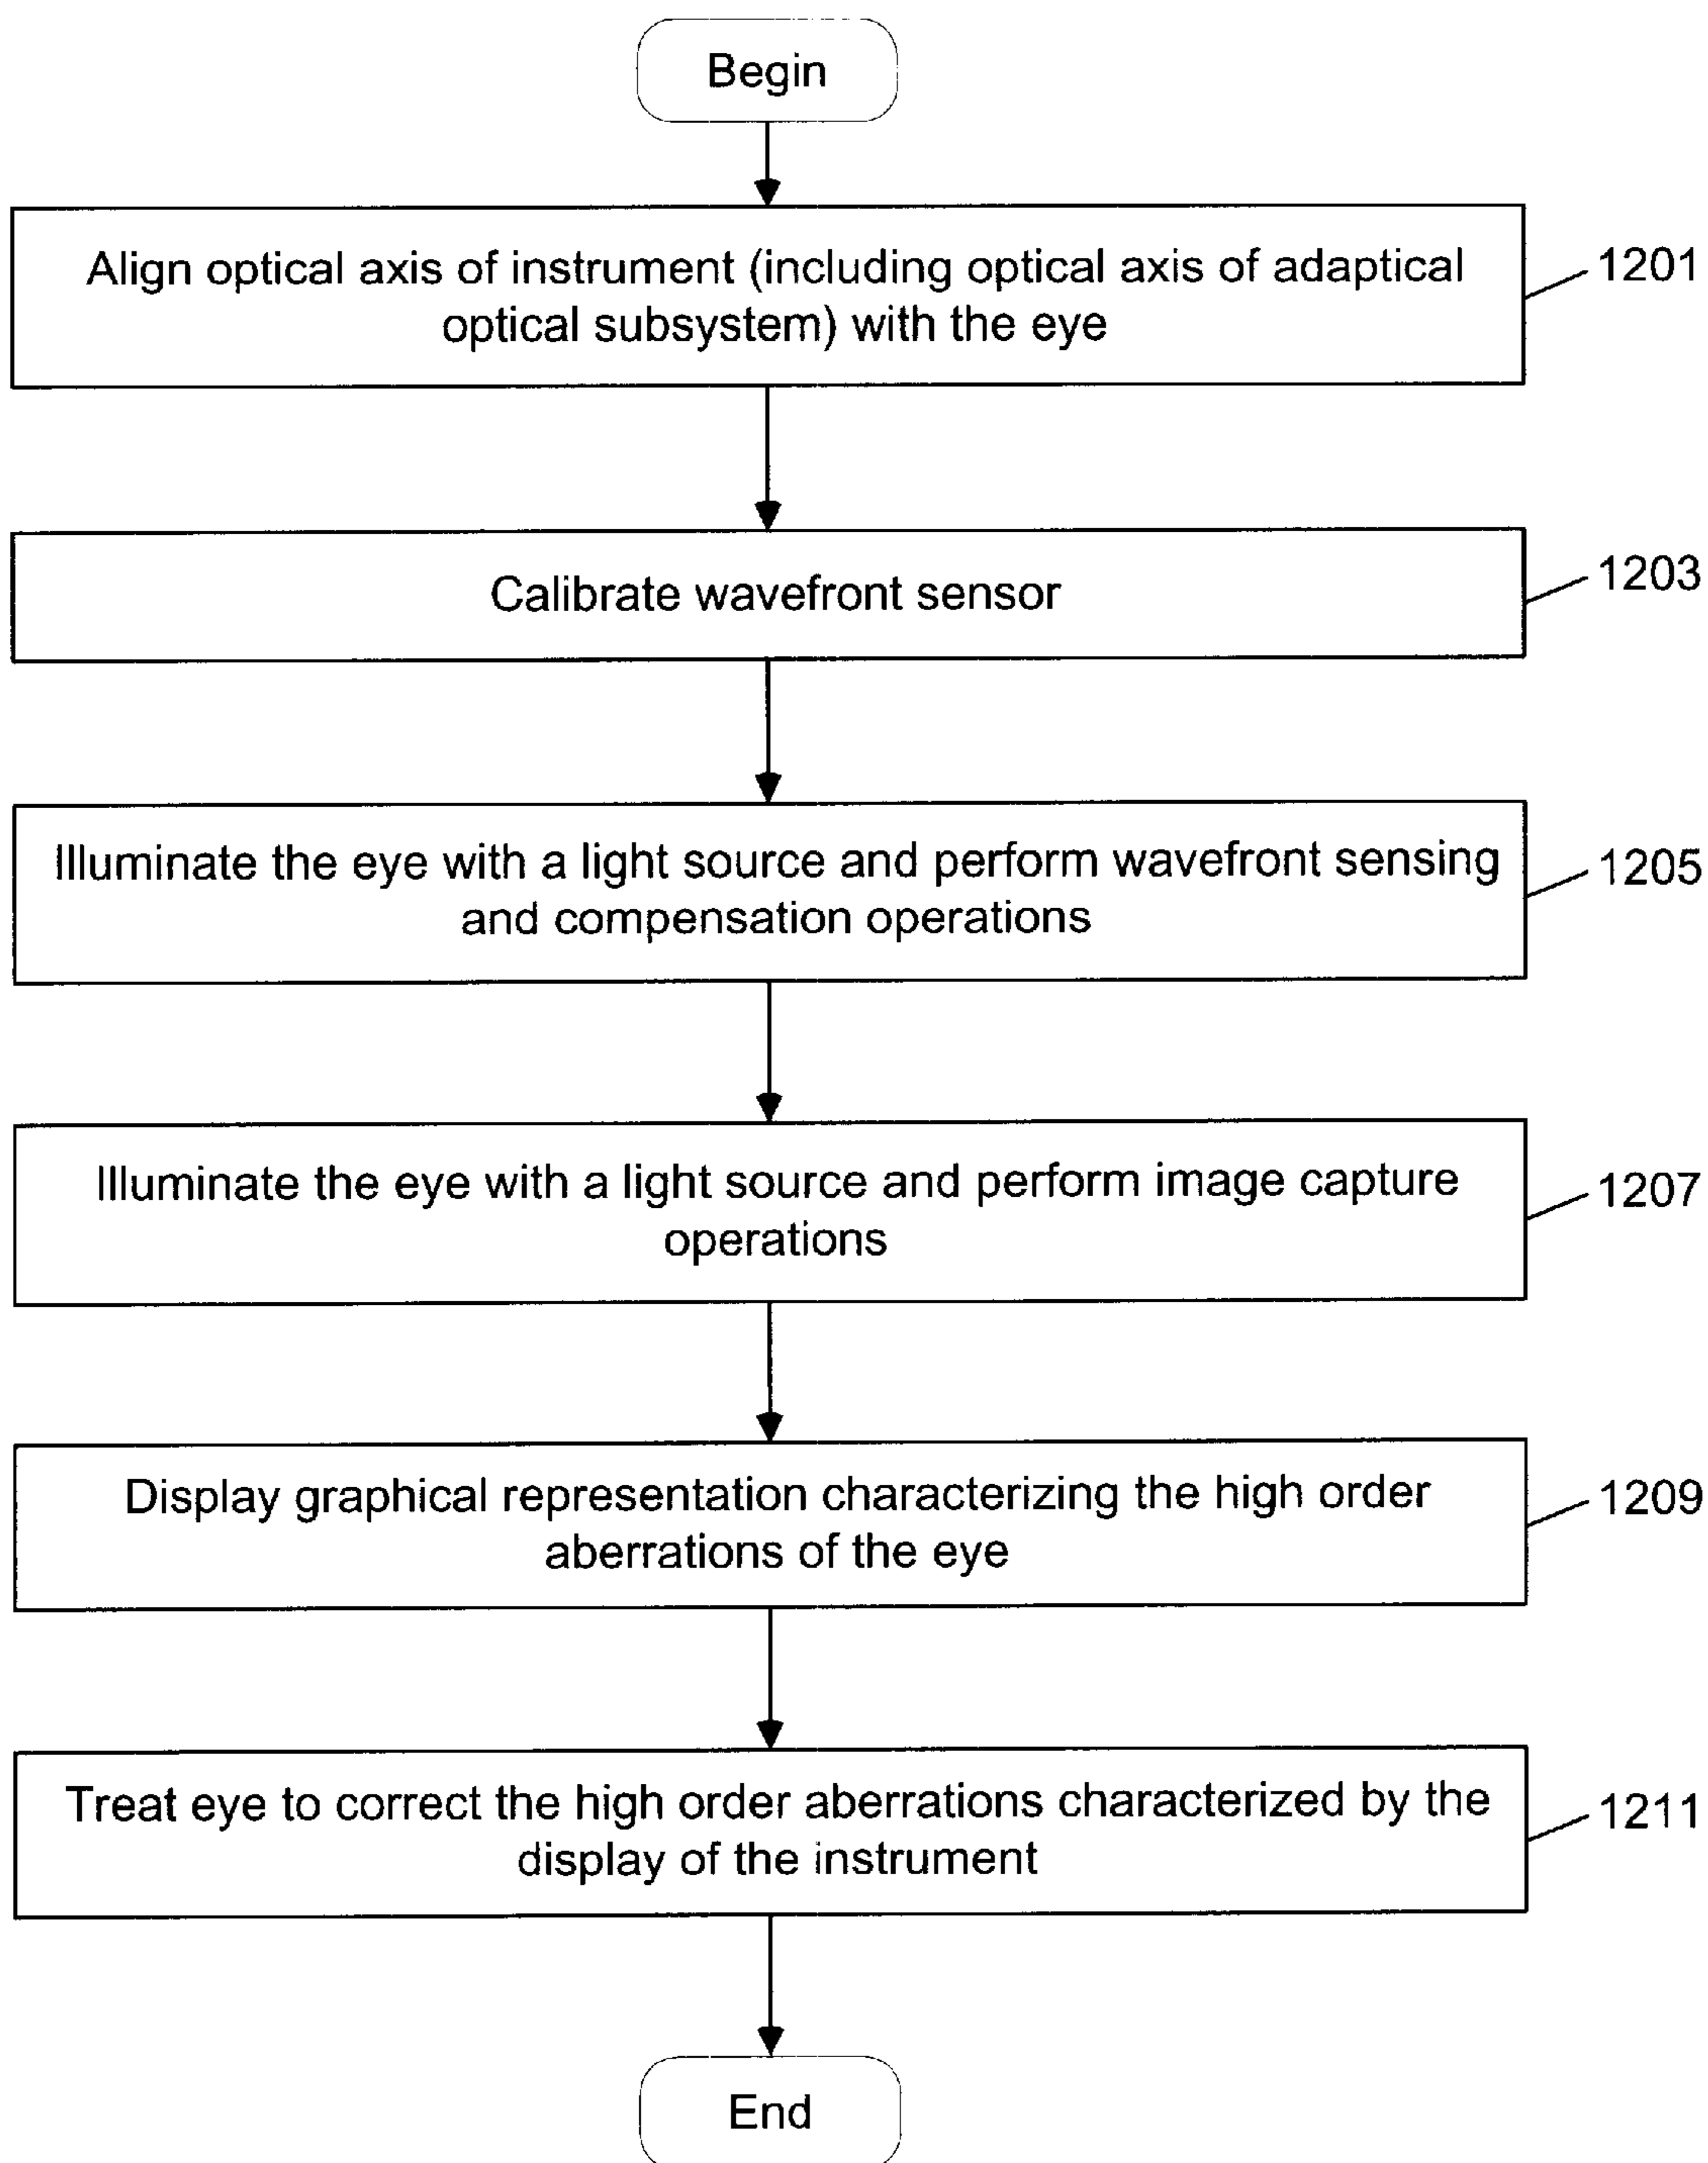 Begin
Align optical axis of instrument (including optical axis of adaptical
optical subsystem) with the eye
1201
Calibrate wavefront sensor
1203
Illuminate the eye with a light source and perform wavefront sensing
and compensation operations
1205
Illuminate the eye with a light source and perform image capture
operations
1207
Display graphical representation characterizing the high order
aberrations of the eye
1209
Treat eye to correct the high order aberrations characterized by the
display of the instrument
1211
End